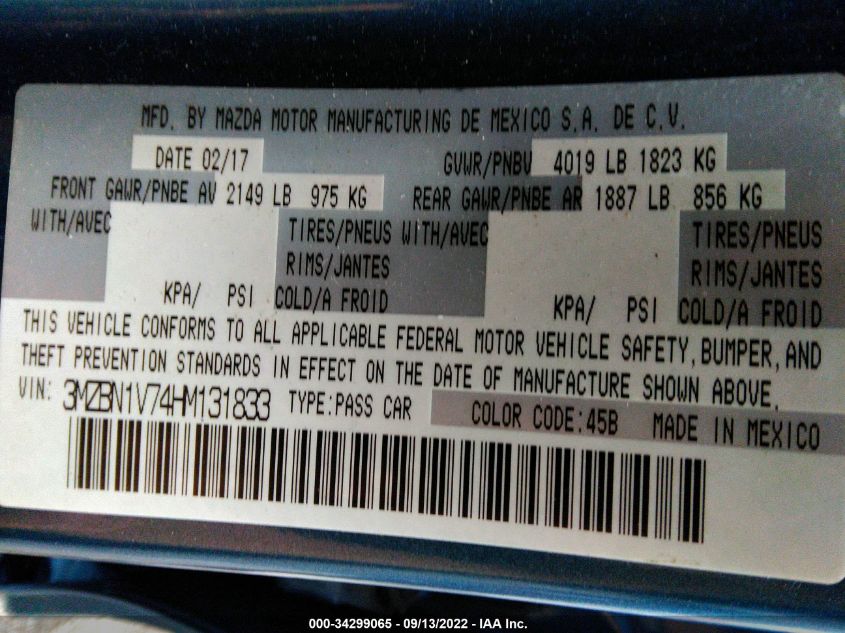 MFD. BY MAZDA MOTOR MANUFACTURING DE MEXICO S.A. DE C.V.
DATE 02/17 GVWR/PNBV 4019 LB 1823 KG
FRONT GAWR/PNBE AV 2149 LB 975 KG REAR GAWR/PNBE AR 1887 LB 856 KG
WITH/AVEC TIRES/PNEUS WITH/AVEC TIRES/PNEUS
RIMS/JANTES RIMS/JANTES
KPA/ PSI COLD/A FROID KPA/ PSI COLD/A FROID
THIS VEHICLE CONFORMS TO ALL APPLICABLE FEDERAL MOTOR VEHICLE SAFETY, BUMPER, AND
THEFT PREVENTION STANDARDS IN EFFECT ON THE DATE OF MANUFACTURE SHOWN ABOVE.
VIN: 3MZBN1V74HM131833 TYPE:PASS CAR COLOR CODE:45B MADE IN MEXICO
000-34299065 - 09/13/2022 - IAA Inc.